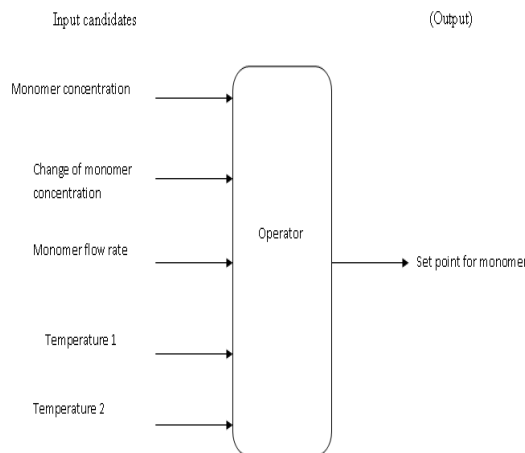 Input candidates
(Output)
Monomer concentration
Change of monomer
concentration
Monomer flow rate
Operator
Set point for monomer
Temperature 1
Temperature 2